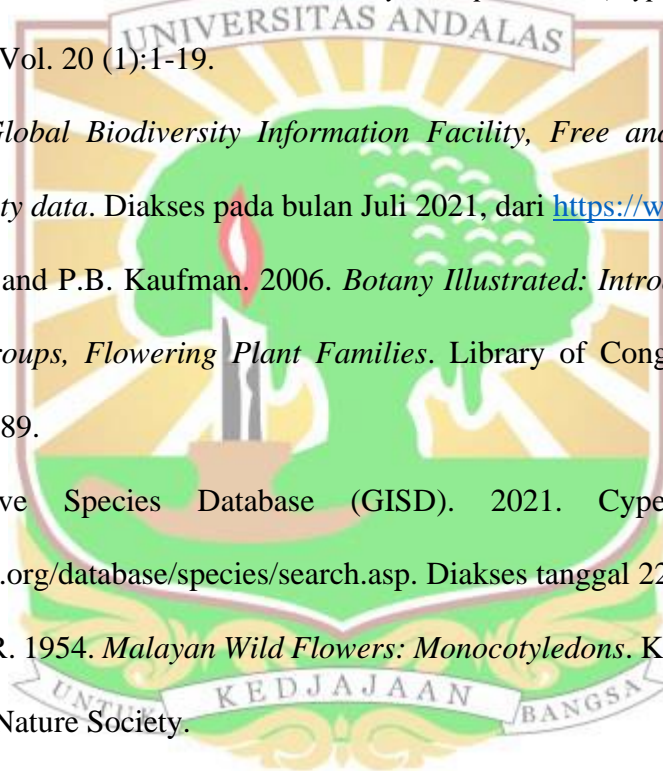 UNIVERSITAS ANDALAS
Vol. 20 (1):1-19.
Global Biodiversity Information Facility, Free and
ty data. Diakses pada bulan Juli 2021, dari https://w
and P.B. Kaufman. 2006. Botany Illustrated: Intro
roups, Flowering Plant Families. Library of Cong
89.
ve Species Database (GISD). 2021. Cype
.org/database/species/search.asp. Diakses tanggal 22
R. 1954. Malayan Wild Flowers: Monocotyledons. K
UNTUK KEDJAJAAN BANGSA
Nature Society.